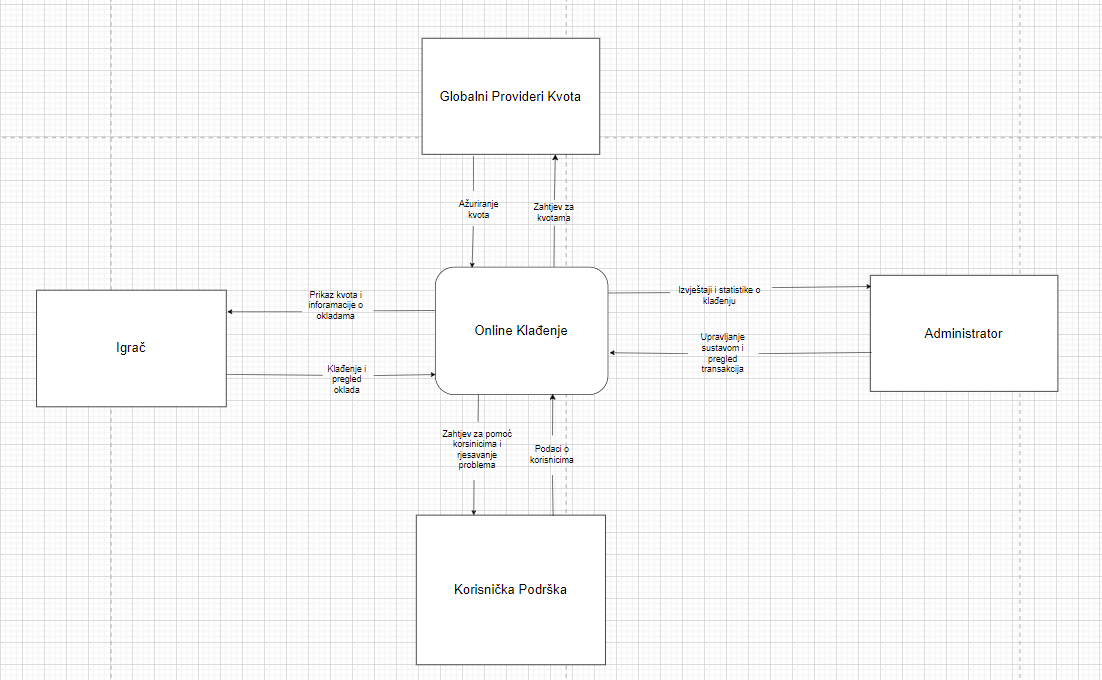 Globalni Provideri Kvota
Ažuriranje
kvota
Zahtjev za
kvotama
Prikaz kvota i
inforamacije o
okladama
Igrač
Klađenje i
pregled
oklada
Online Klađenje
Izvještaji i statistike o
klađenju
Upravljanje
sustavom i
pregled
transakcija
Administrator
Zahtjev za pomoć
korsinicima i
rjesavanje
problema
Podaci o
korisnicima
Korisnička Podrška